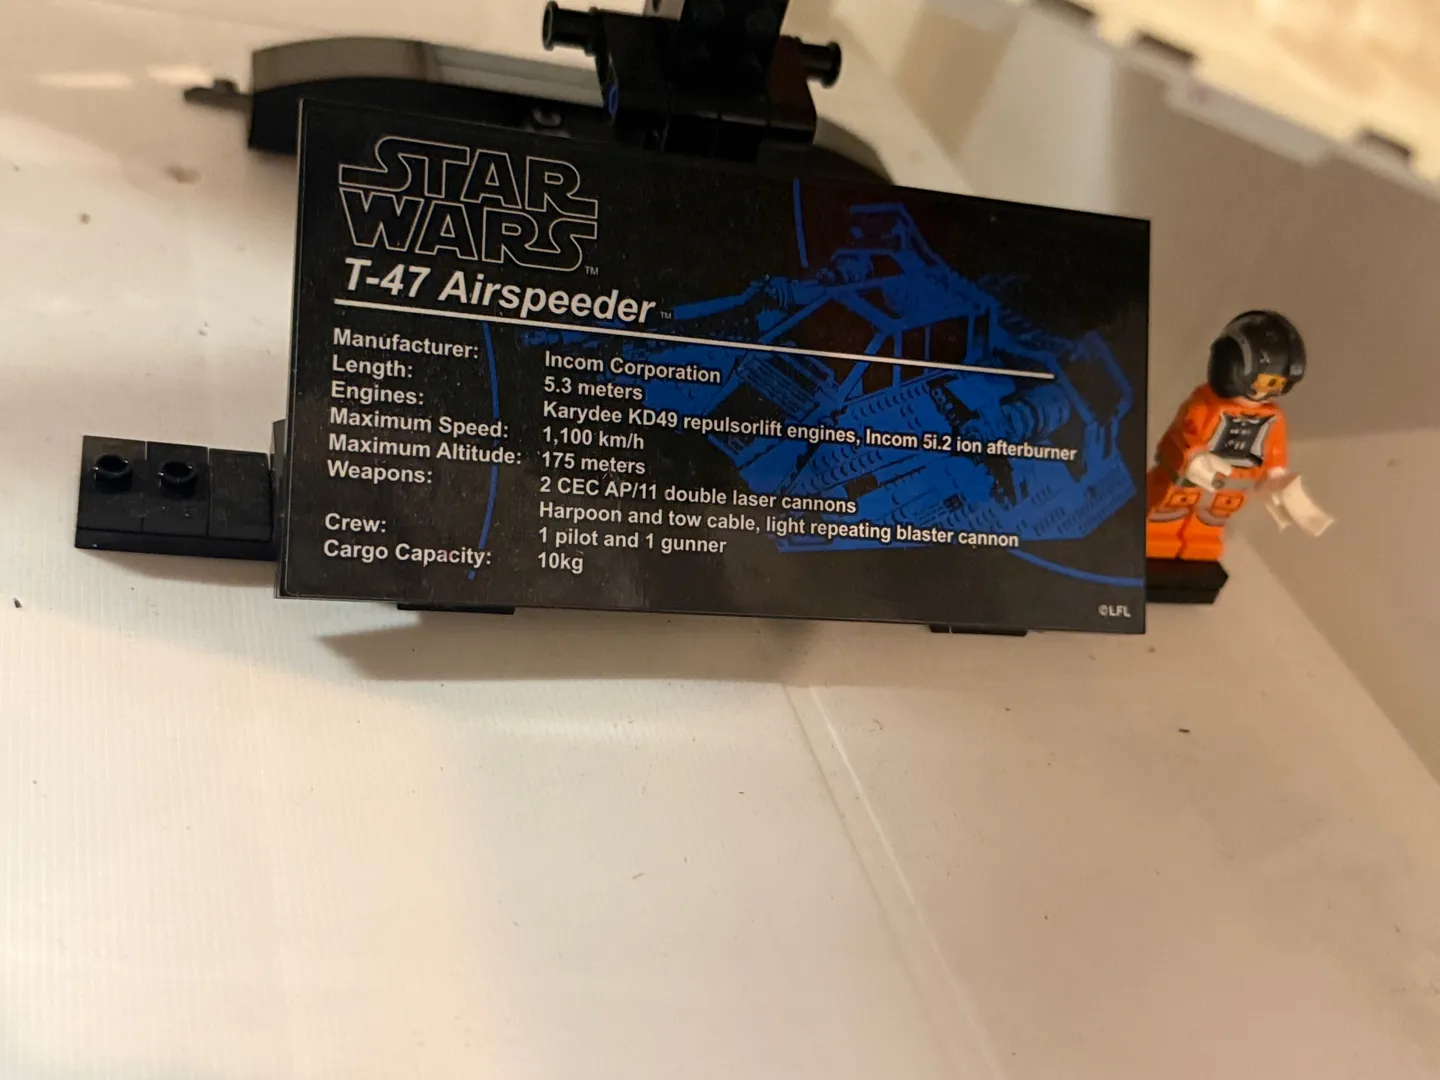 STAR
WARS™
T-47 Airspeeder™
Manufacturer: Incom Corporation
Length: 5.3 meters
Engines: Karydee KD49 repulsorlift engines, Incom 5i.2 ion afterburner
Maximum Speed: 1,100 km/h
Maximum Altitude: 175 meters
Weapons: 2 CEC AP/11 double laser cannons
Harpoon and tow cable, light repeating blaster cannon
Crew: 1 pilot and 1 gunner
Cargo Capacity: 10kg
©LFL